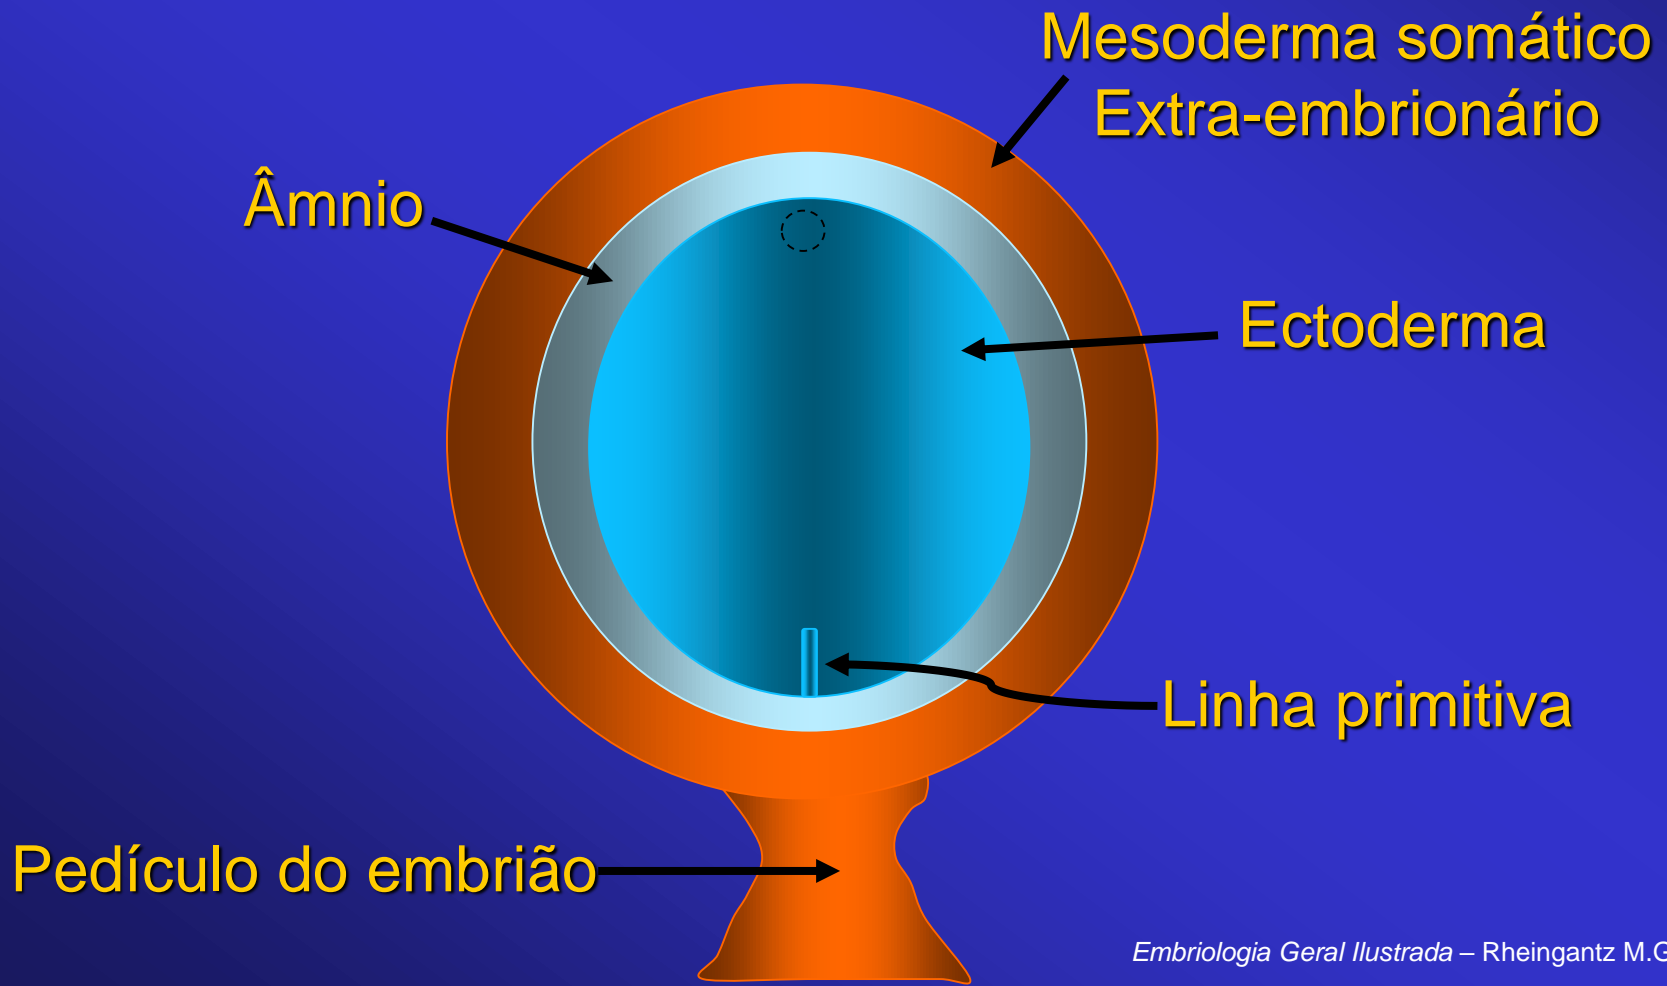 Mesoderma somático
Extra-embrionário
Âmnio
Ectoderma
Linha primitiva
Pedículo do embrião
Embriologia Geral Ilustrada – Rheingantz M.G